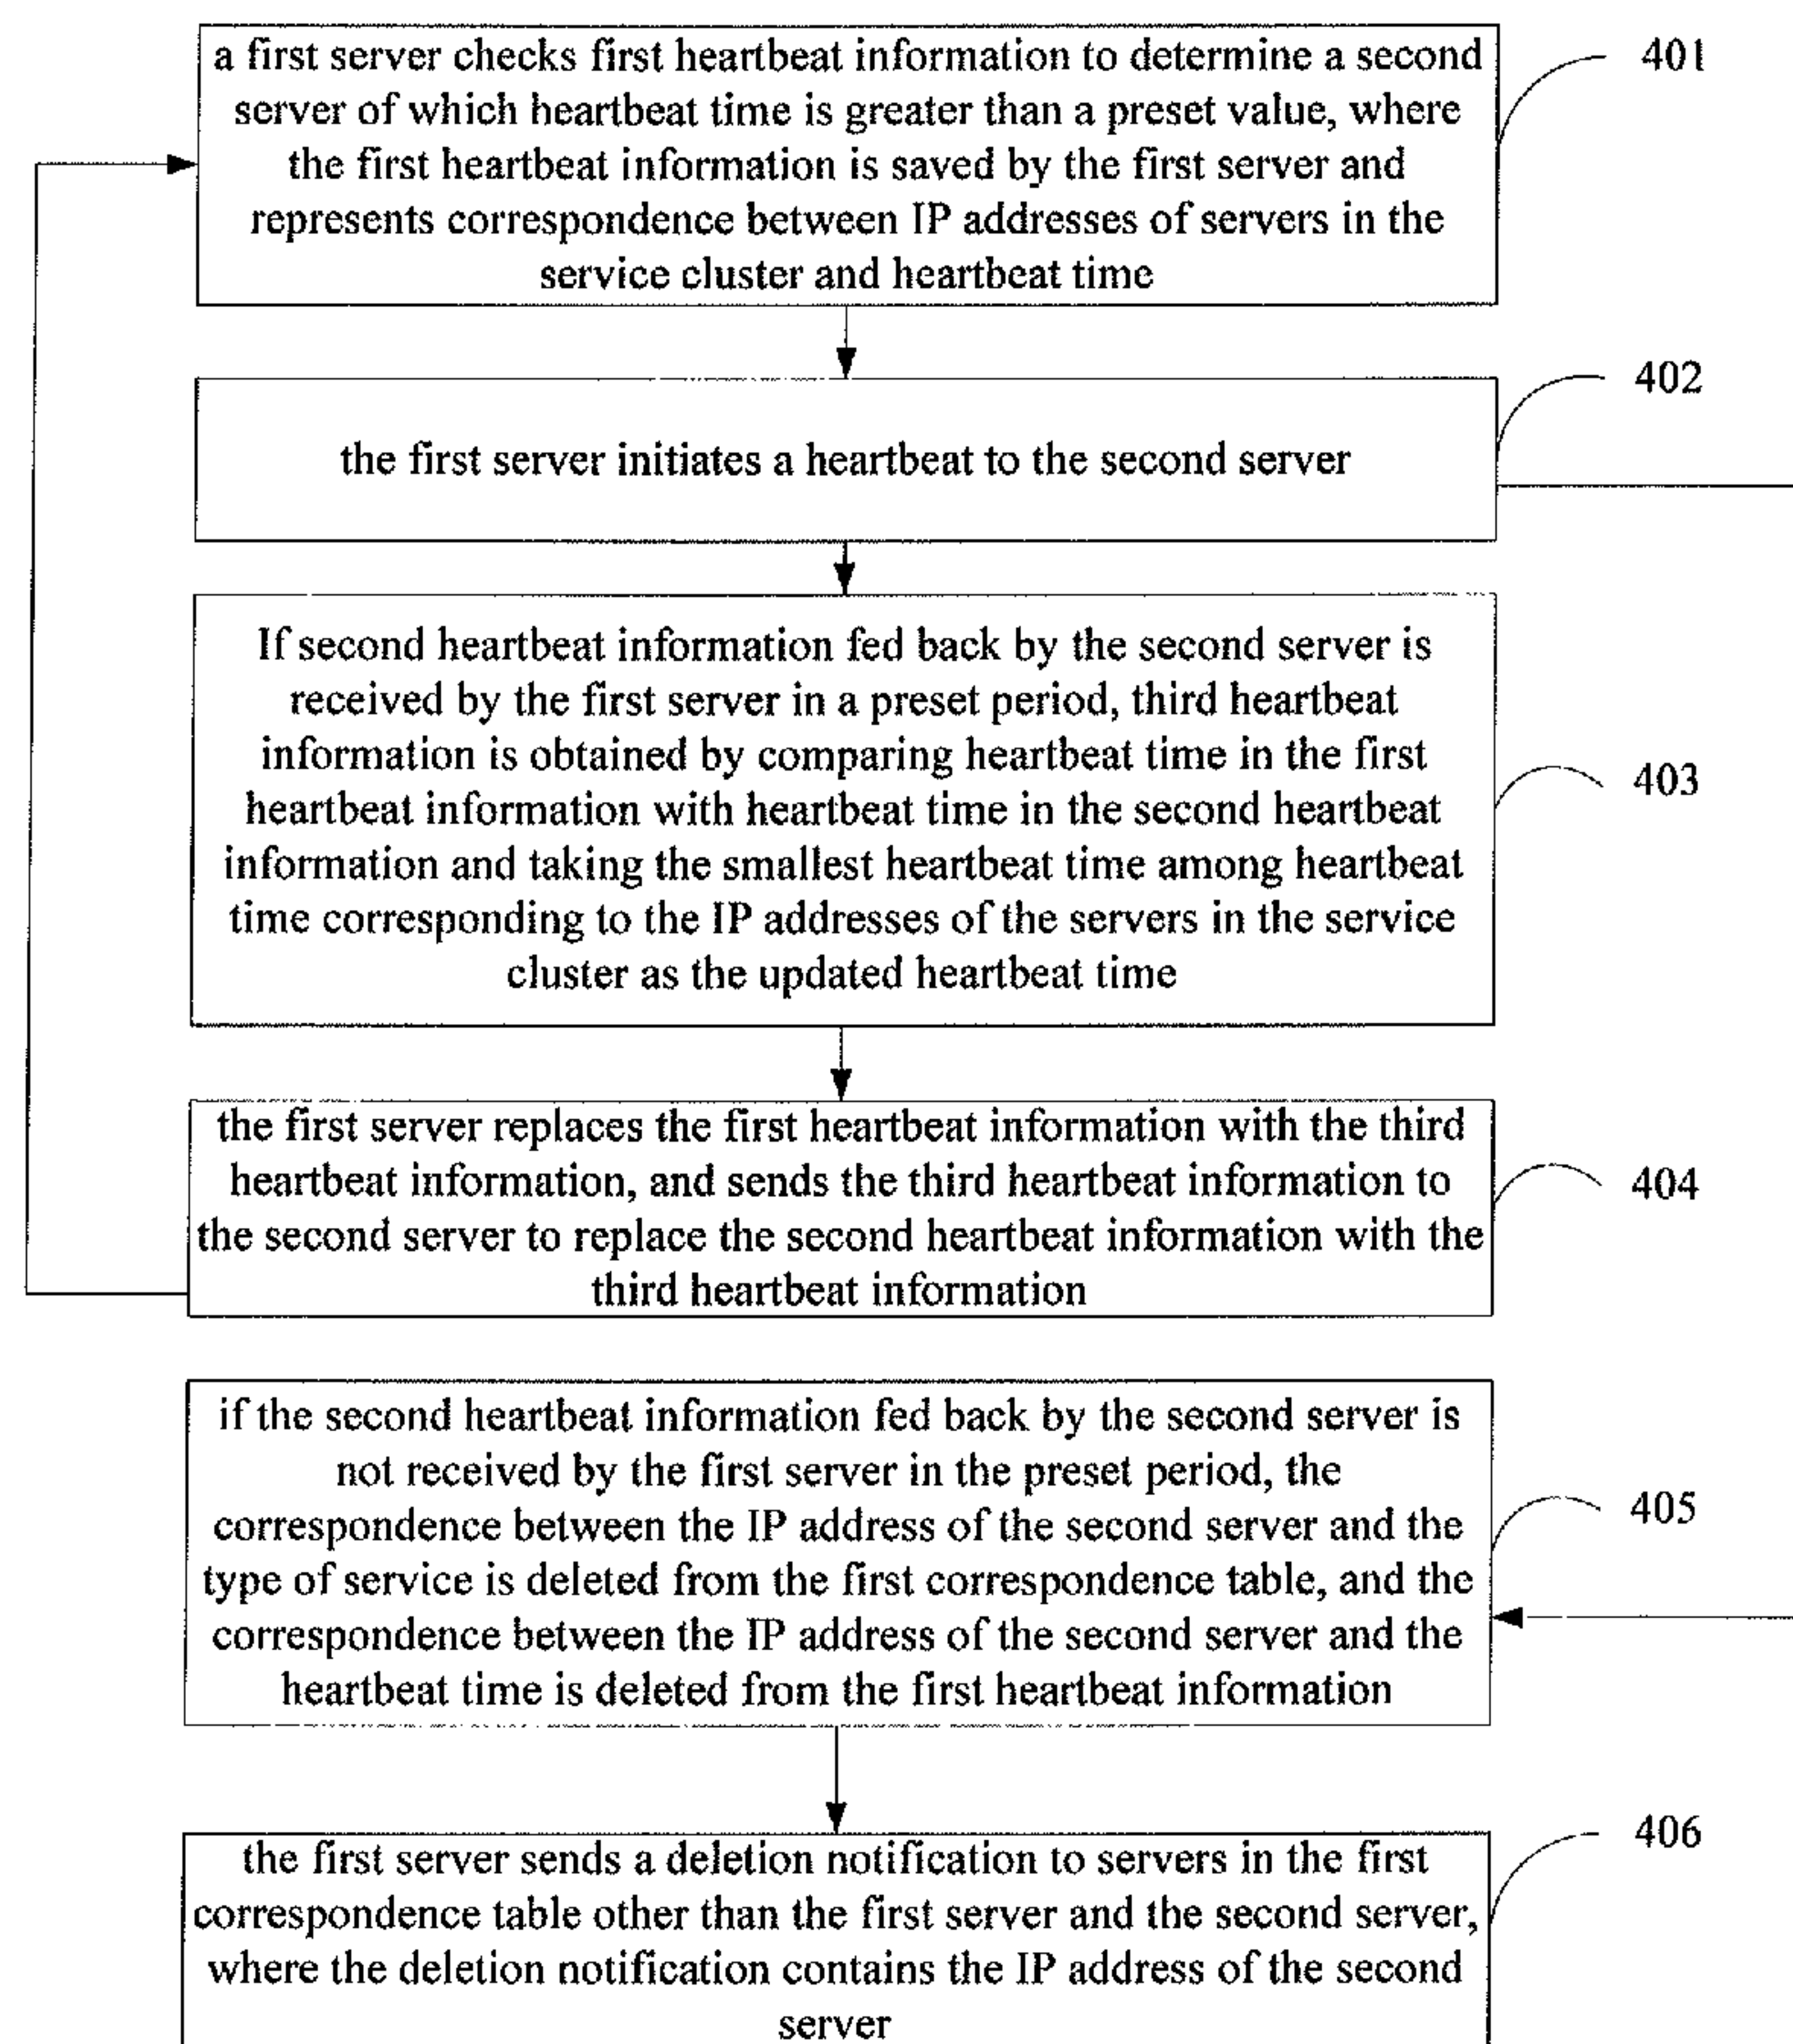 a first server checks first heartbeat information to determine a second
server of which heartbeat time is greater than a preset value, where
the first heartbeat information is saved by the first server and
represents correspondence between IP addresses of servers in the
service cluster and heartbeat time
401
402
the first server initiates a heartbeat to the second server
If second heartbeat information fed back by the second server is
received by the first server in a preset period, third heartbeat
information is obtained by comparing heartbeat time in the first
heartbeat information with heartbeat time in the second heartbeat
information and taking the smallest heartbeat time among heartbeat
time corresponding to the IP addresses of the servers in the service
cluster as the updated heartbeat time
403
the first server replaces the first heartbeat information with the third
heartbeat information, and sends the third heartbeat information to
the second server to replace the second heartbeat information with the
third heartbeat information
404
if the second heartbeat information fed back by the second server is
not received by the first server in the preset period, the
correspondence between the IP address of the second server and the
type of service is deleted from the first correspondence table, and the
correspondence between the IP address of the second server and the
heartbeat time is deleted from the first heartbeat information
405
406
the first server sends a deletion notification to servers in the first
correspondence table other than the first server and the second server,
where the deletion notification contains the IP address of the second
server